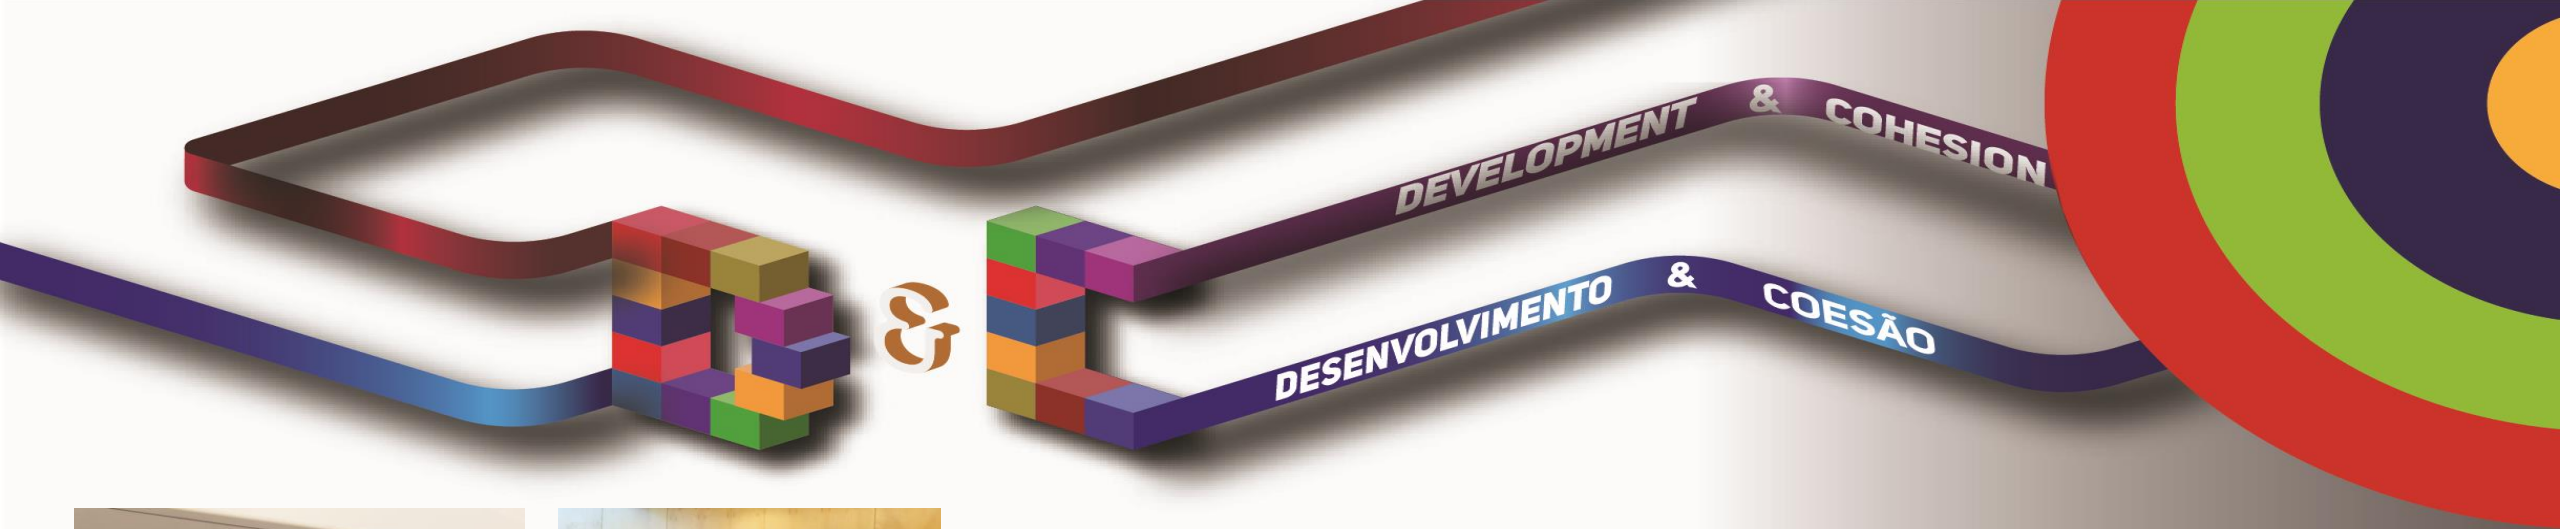 D & C
DEVELOPMENT & COHESION
DESENVOLVIMENTO & COESÃO